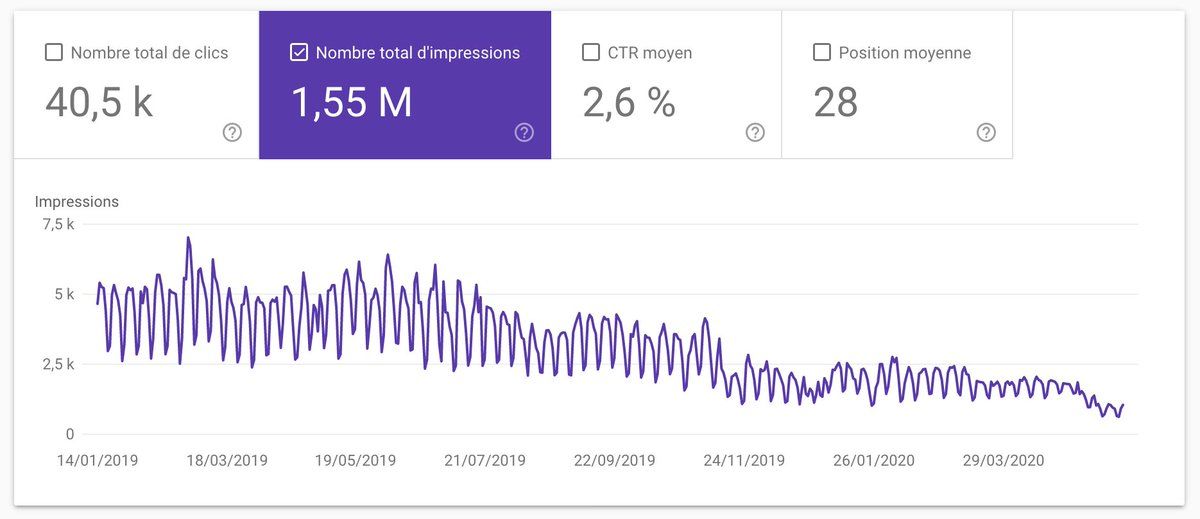 Nombre total de clics
40,5 k
Nombre total d'impressions
1,55 M
CTR moyen
2,6 %
Position moyenne
28
Impressions
7,5 k
5 k
2,5 k
0
14/01/2019 18/03/2019 19/05/2019 21/07/2019 22/09/2019 24/11/2019 26/01/2020 29/03/2020